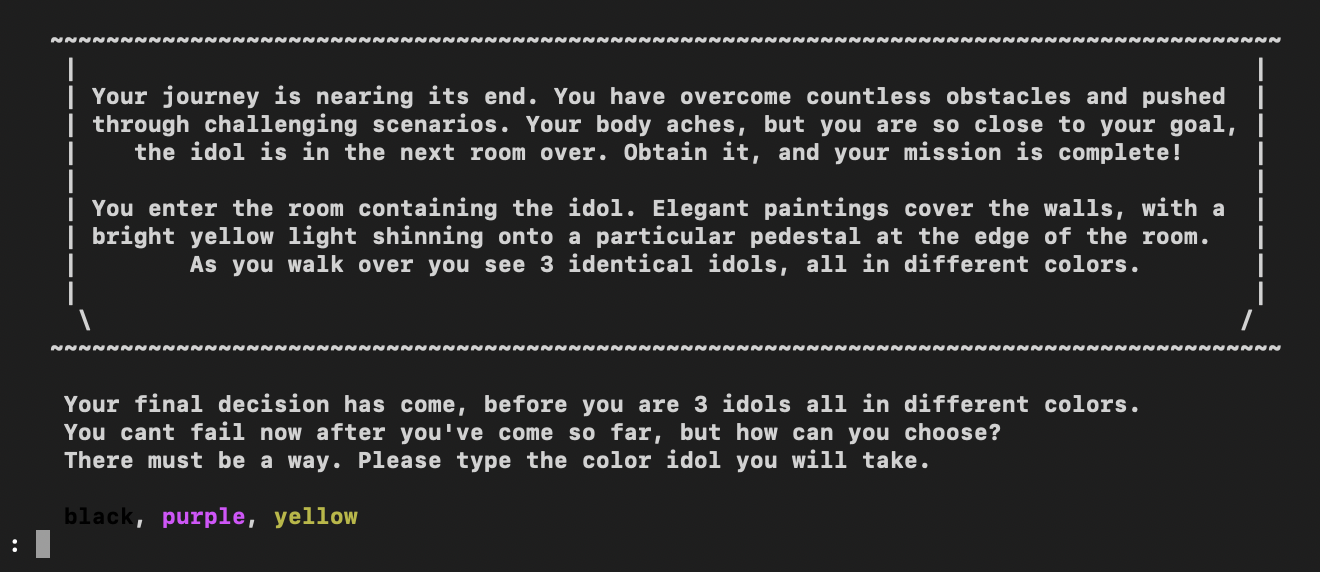 ~~~~~~~~~~~~~~~~~~~~~~~~~~~~~~~~~~~~~~~~~~~~~~~~~~~~~~~~~~~~~~~~~~~~~~~~~~~~~~~~~~~~~~~~
|                                                                                    |
| Your journey is nearing its end. You have overcome countless obstacles and pushed  |
| through challenging scenarios. Your body aches, but you are so close to your goal, |
|    the idol is in the next room over. Obtain it, and your mission is complete!     |
|                                                                                    |
| You enter the room containing the idol. Elegant paintings cover the walls, with a  |
| bright yellow light shinning onto a particular pedestal at the edge of the room.   |
|        As you walk over you see 3 identical idols, all in different colors.        |
|                                                                                    |
\ /
~~~~~~~~~~~~~~~~~~~~~~~~~~~~~~~~~~~~~~~~~~~~~~~~~~~~~~~~~~~~~~~~~~~~~~~~~~~~~~~~~~~~~~~~
Your final decision has come, before you are 3 idols all in different colors.
You cant fail now after you've come so far, but how can you choose?
There must be a way. Please type the color idol you will take.
black, purple, yellow
: